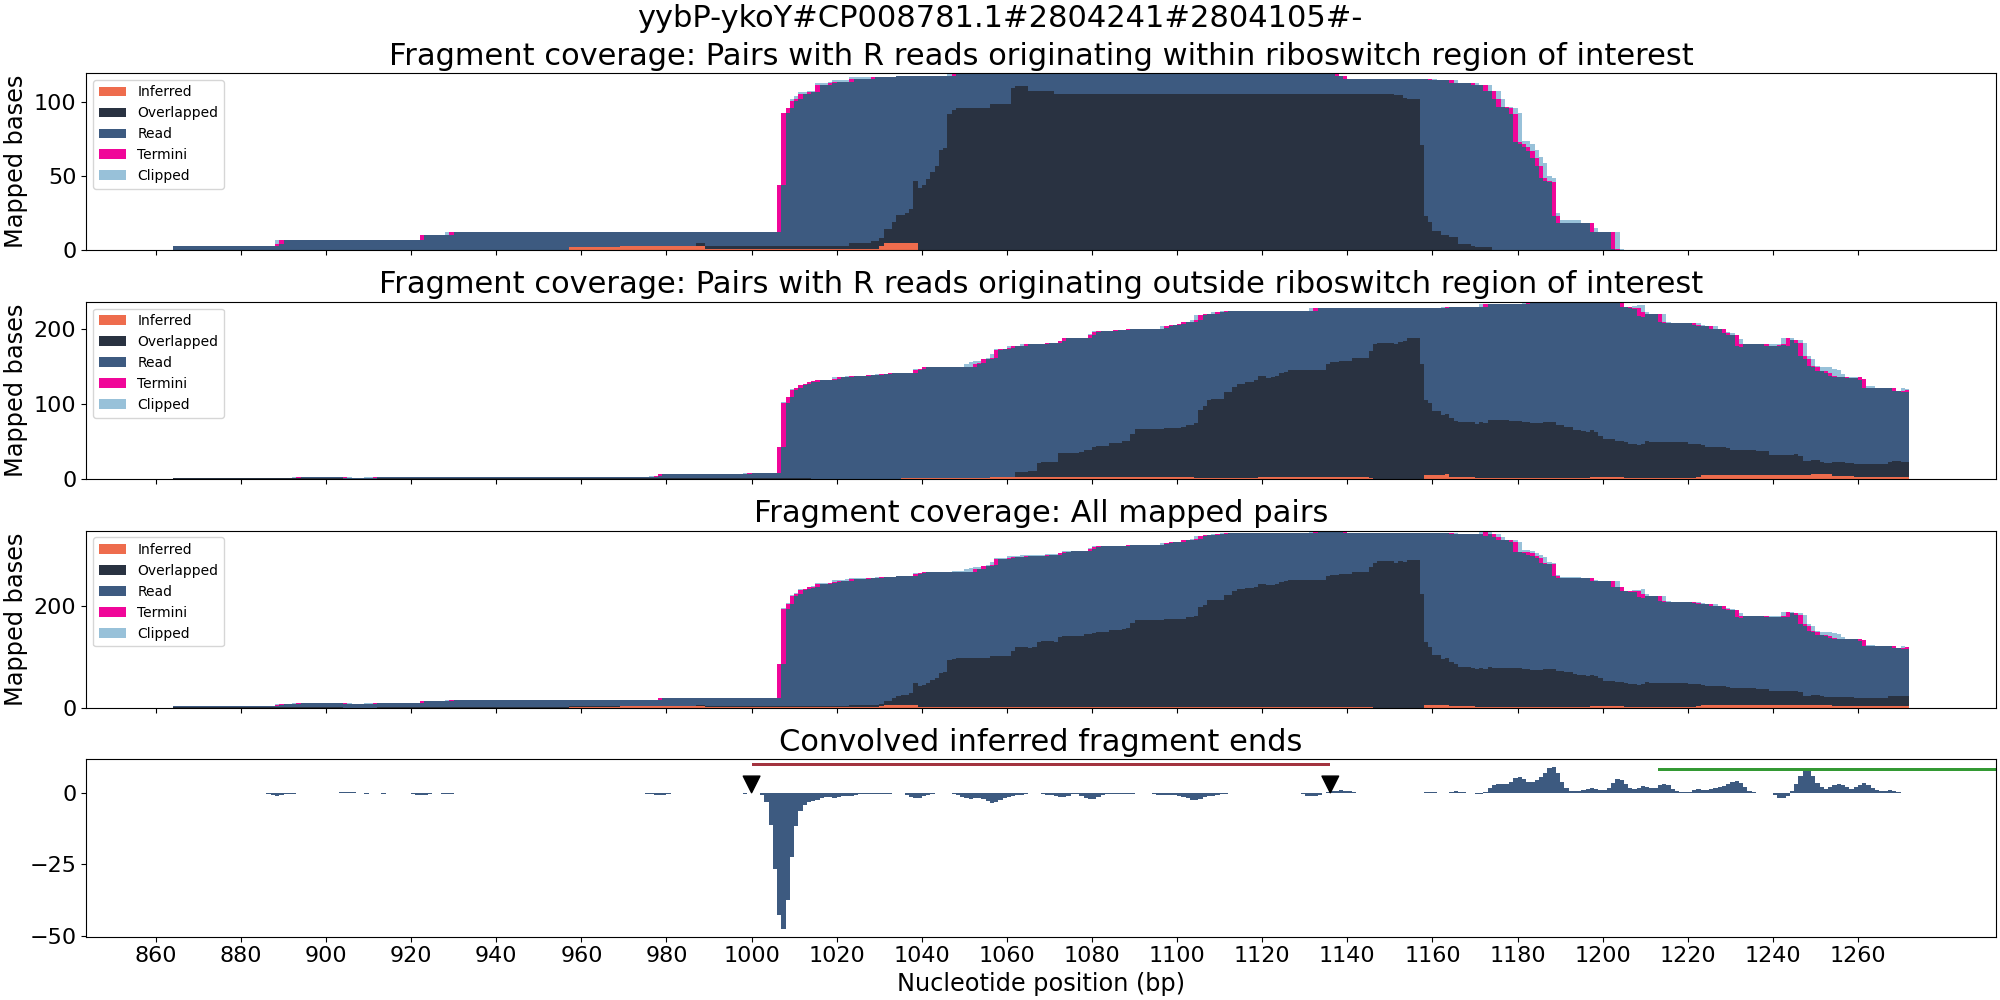 yybP-ykoY#CP008781.1#2804241#2804105#-
Fragment coverage: Pairs with R reads originating within riboswitch region of interest
Mapped bases
100
50
0
Inferred
Overlapped
Read
Termini
Clipped
Fragment coverage: Pairs with R reads originating outside riboswitch region of interest
Mapped bases
200
100
0
Inferred
Overlapped
Read
Termini
Clipped
Fragment coverage: All mapped pairs
Mapped bases
200
0
Inferred
Overlapped
Read
Termini
Clipped
Convolved inferred fragment ends
0
−25
−50
860 880 900 920 940 960 980 1000 1020 1040 1060 1080 1100 1120 1140 1160 1180 1200 1220 1240 1260
Nucleotide position (bp)